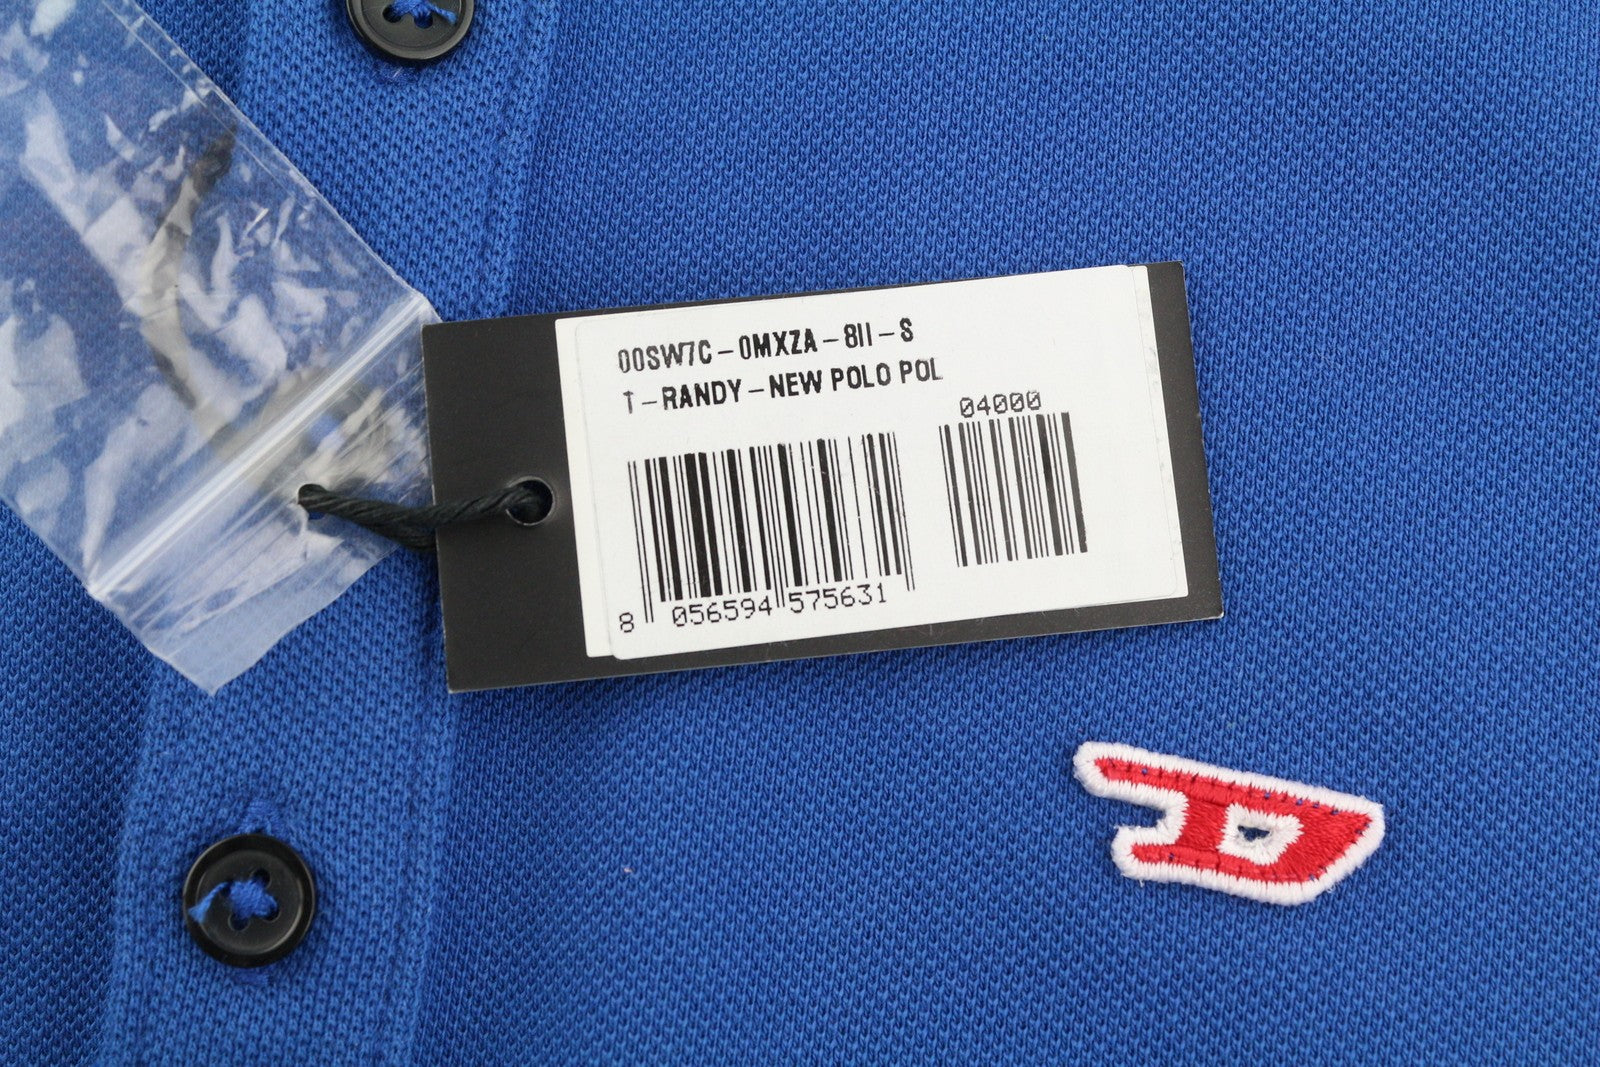 00SW7C-0MXZA-8II-S
T-RANDY-NEW POLO POL
04000
8 056594 575631
D